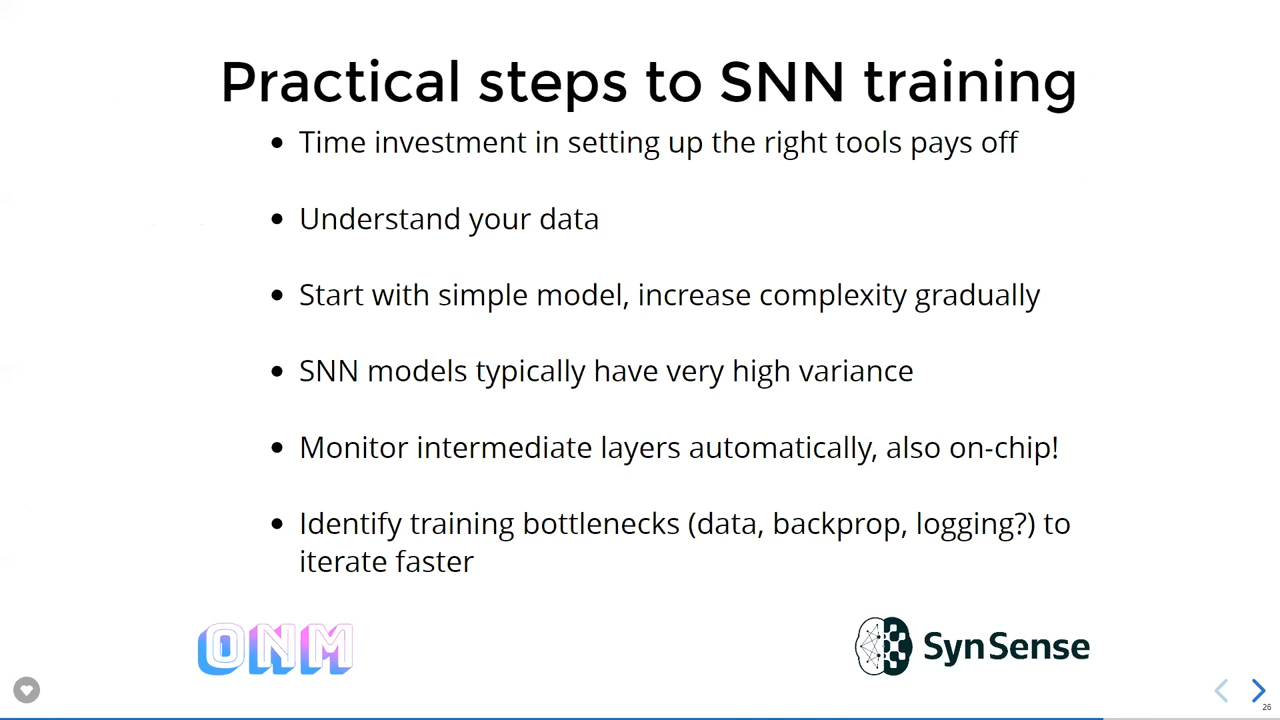 Practical steps to SNN training
• Time investment in setting up the right tools pays off
• Understand your data
• Start with simple model, increase complexity gradually
• SNN models typically have very high variance
• Monitor intermediate layers automatically, also on-chip!
• Identify training bottlenecks (data, backprop, logging?) to
iterate faster
ONM
SynSense
26